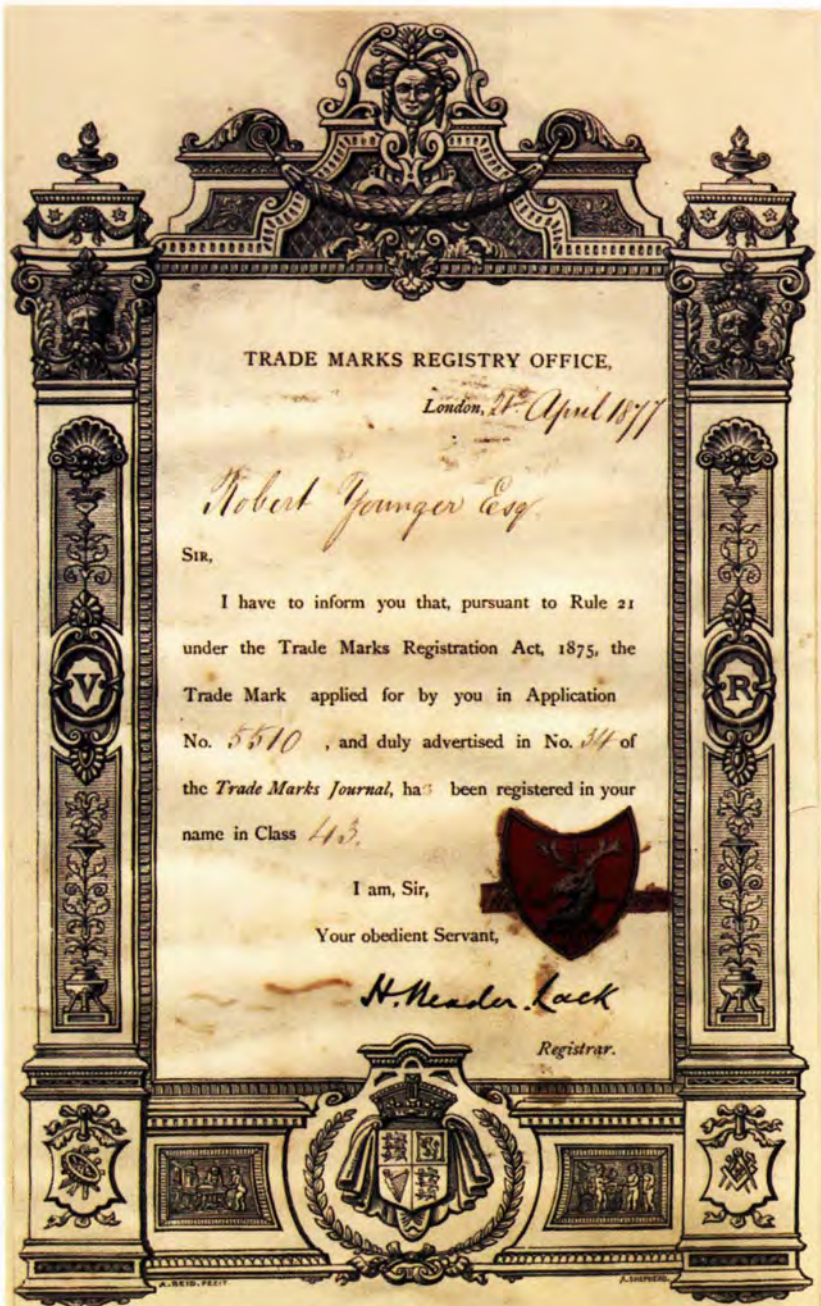 TRADE MARKS REGISTRY OFFICE,
London, April 1877
Robert Younger Esq.
SIR,
I have to inform you that, pursuant to Rule 21
under the Trade Marks Registration Act, 1875, the
Trade Mark applied for by you in Application
No. 5510 , and duly advertised in No. 34 of
the Trade Marks Journal, has been registered in your
name in Class 43.
I am, Sir,
Your obedient Servant,
H. Reader. Lack
Registrar.
V
R
A. REID. FECIT
A. SHEPHERD.